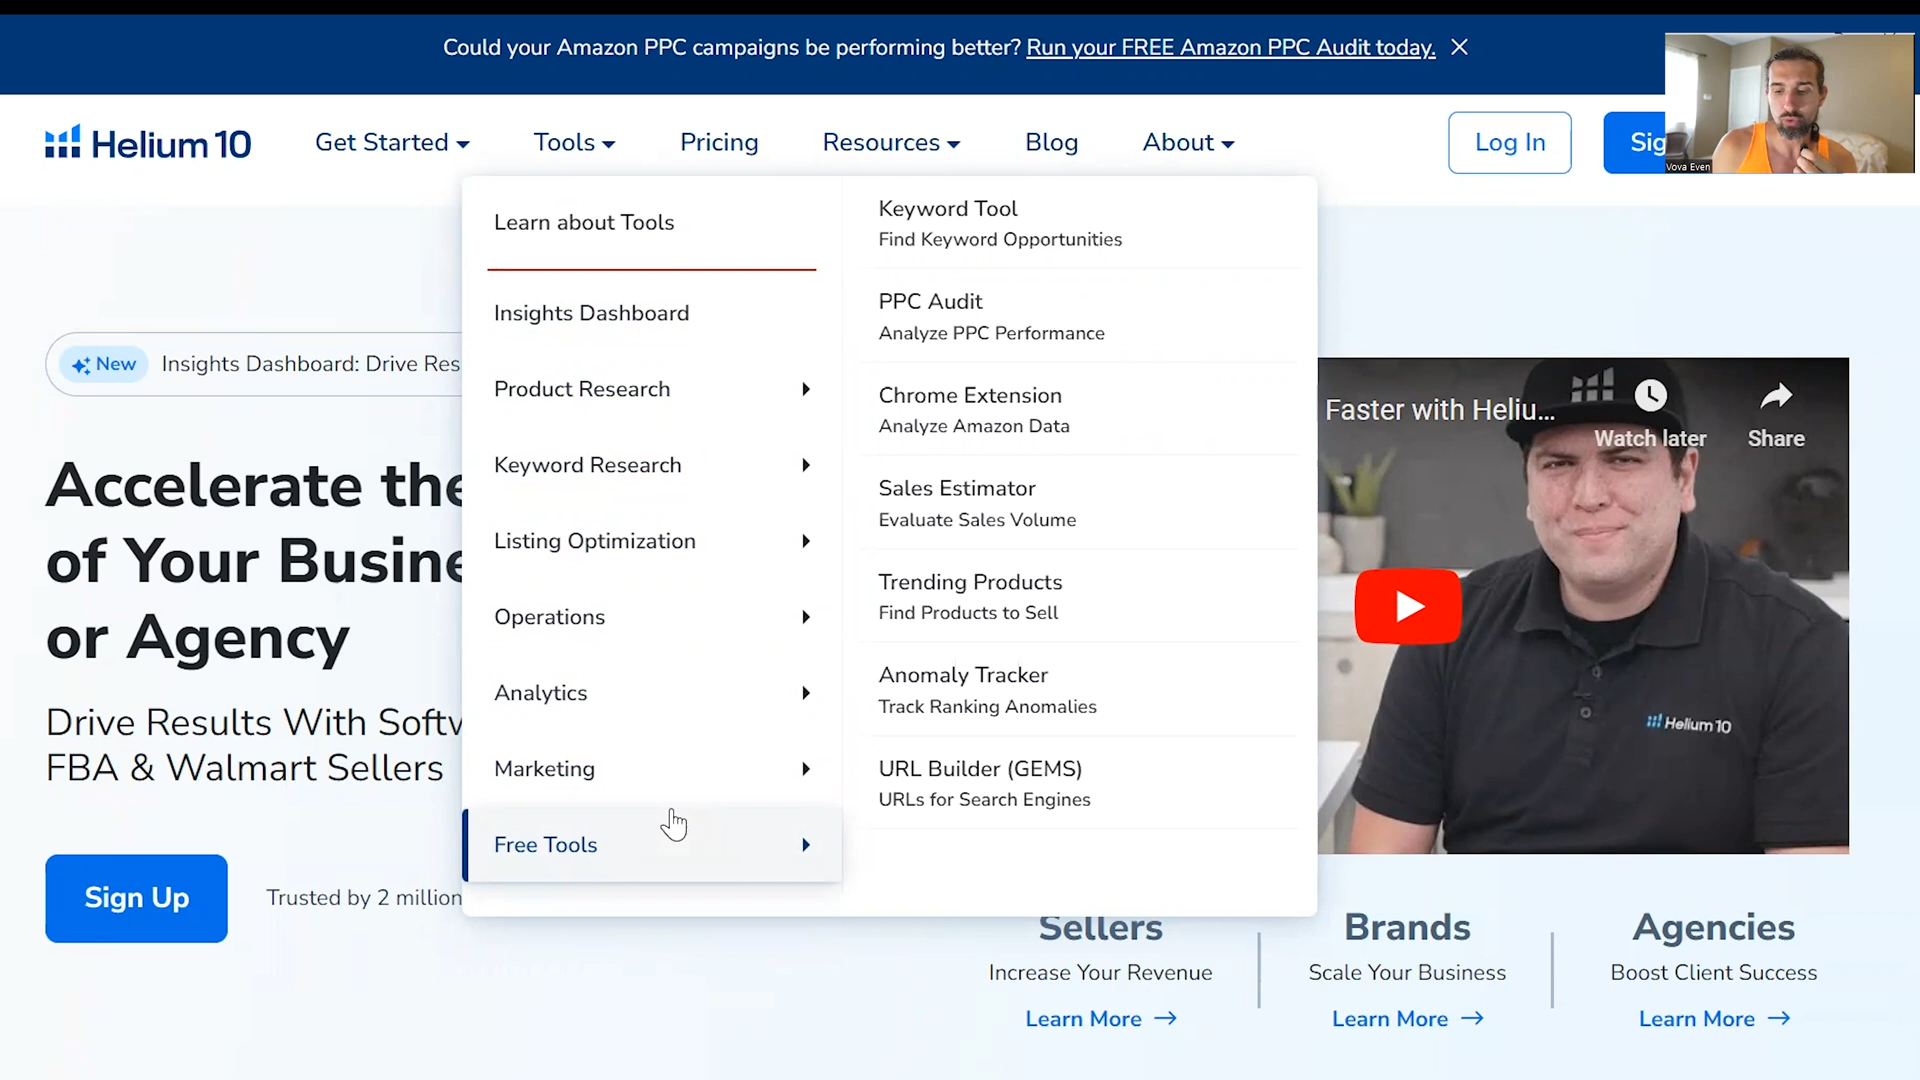 Could your Amazon PPC campaigns be performing better? Run your FREE Amazon PPC Audit today.
Helium 10
Get Started
Tools
Pricing
Resources
Blog
About
Log In
Sig
Vova Even
Learn about Tools
Insights Dashboard
Product Research
Keyword Research
Listing Optimization
Operations
Analytics
Marketing
Free Tools
Keyword Tool
Find Keyword Opportunities
PPC Audit
Analyze PPC Performance
Chrome Extension
Analyze Amazon Data
Sales Estimator
Evaluate Sales Volume
Trending Products
Find Products to Sell
Anomaly Tracker
Track Ranking Anomalies
URL Builder (GEMS)
URLs for Search Engines
New
Insights Dashboard: Drive Res
Accelerate the
of Your Busine
or Agency
Drive Results With Softw
FBA & Walmart Sellers
Sign Up
Trusted by 2 million
Faster with Heliu...
Watch later
Share
Helium 10
Sellers
Increase Your Revenue
Learn More
Brands
Scale Your Business
Learn More
Agencies
Boost Client Success
Learn More